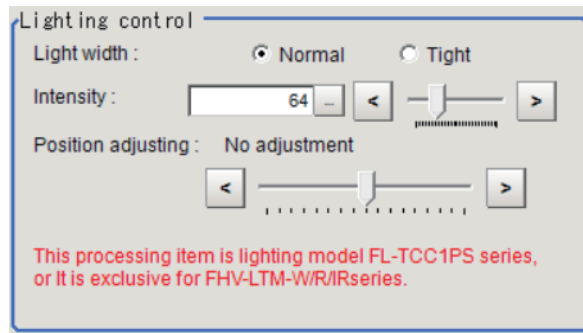 Lighting control
Light width : Normal Tight
Intensity : 64 ... < >
Position adjusting : No adjustment
< >
This processing item is lighting model FL-TCC1PS series,
or It is exclusive for FHV-LTM-W/R/IRseries.